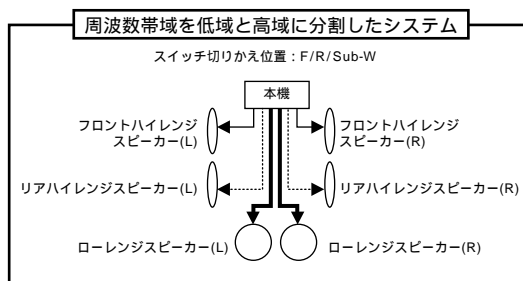 周波数帯域を低域と高域に分割したシステム
スイッチ切りかえ位置：F/R/Sub-W
本機
フロントハイレンジ
スピーカー(L)
フロントハイレンジ
スピーカー(R)
リアハイレンジスピーカー(L)
リアハイレンジスピーカー(R)
ローレンジスピーカー(L)
ローレンジスピーカー(R)